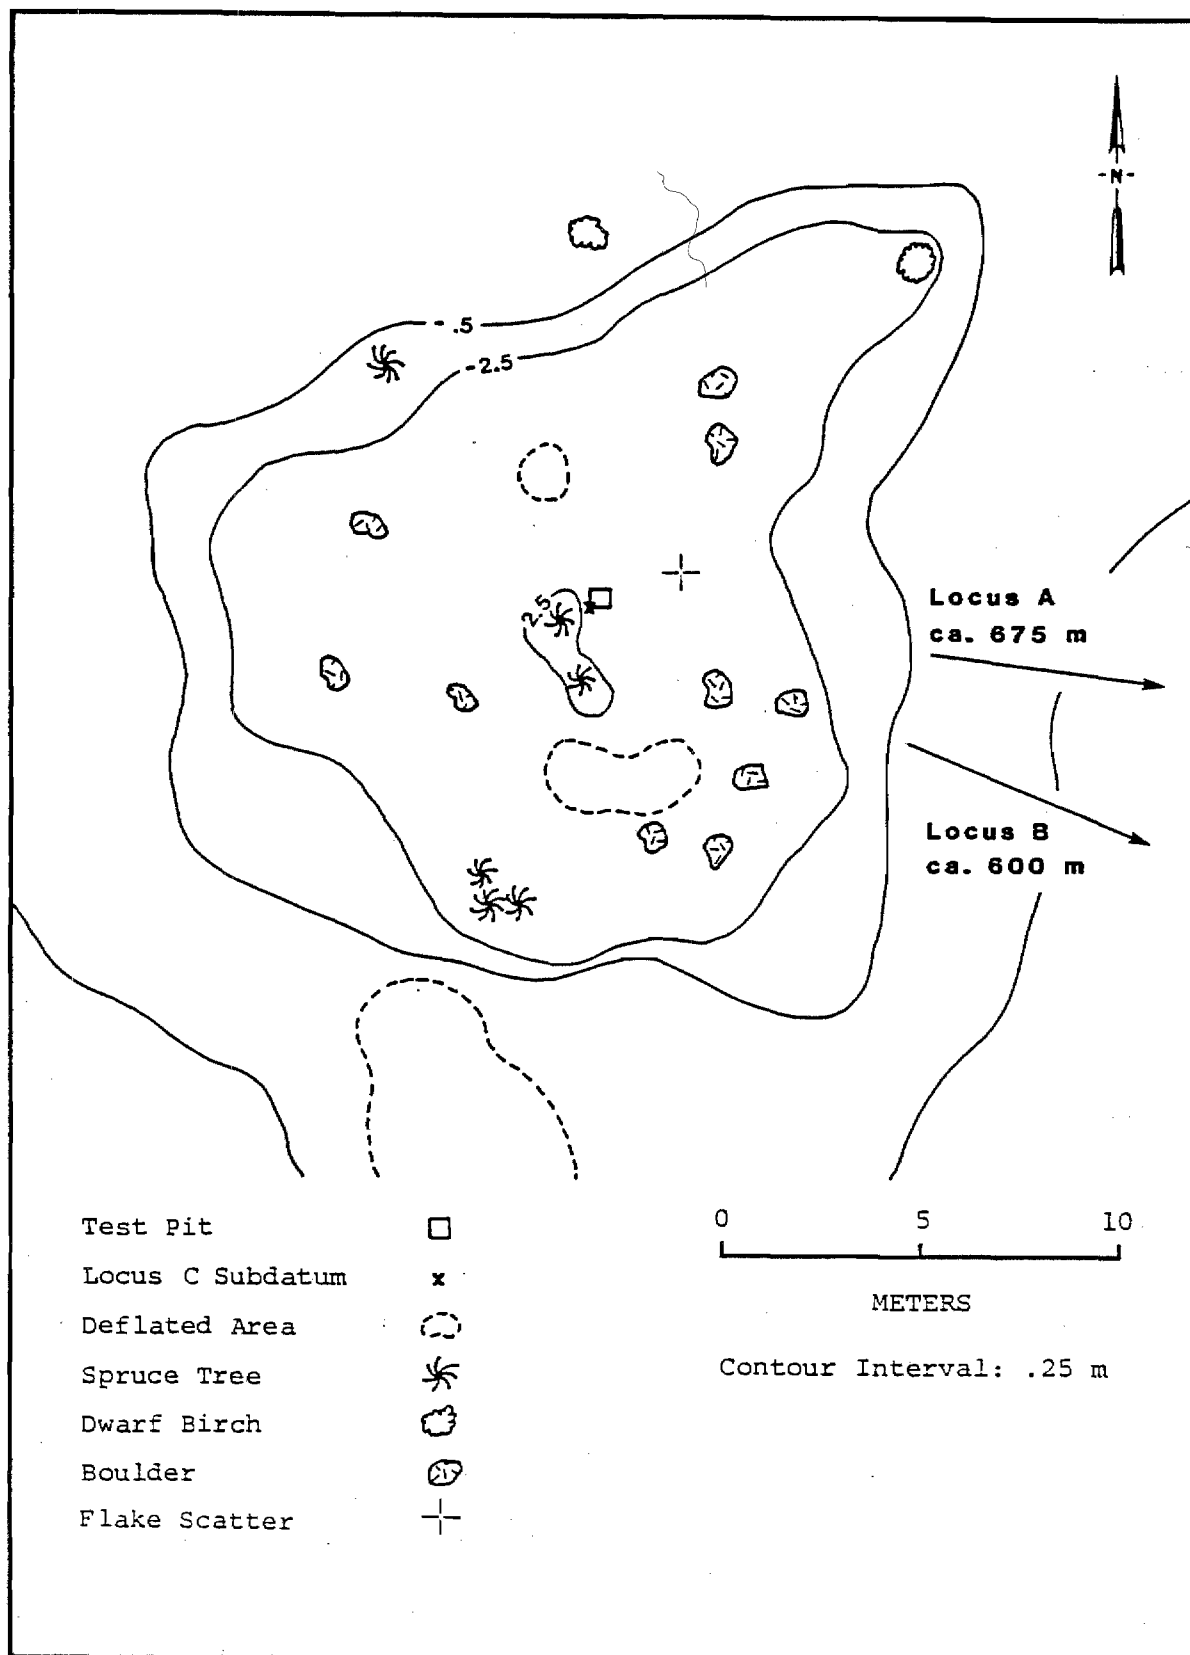 -N-
- .5
-2.5
2.5
Locus A
ca. 675 m
Locus B
ca. 600 m
Test Pit
Locus C Subdatum
x
Deflated Area
Spruce Tree
Dwarf Birch
Boulder
Flake Scatter
0 5 10
METERS
Contour Interval: .25 m